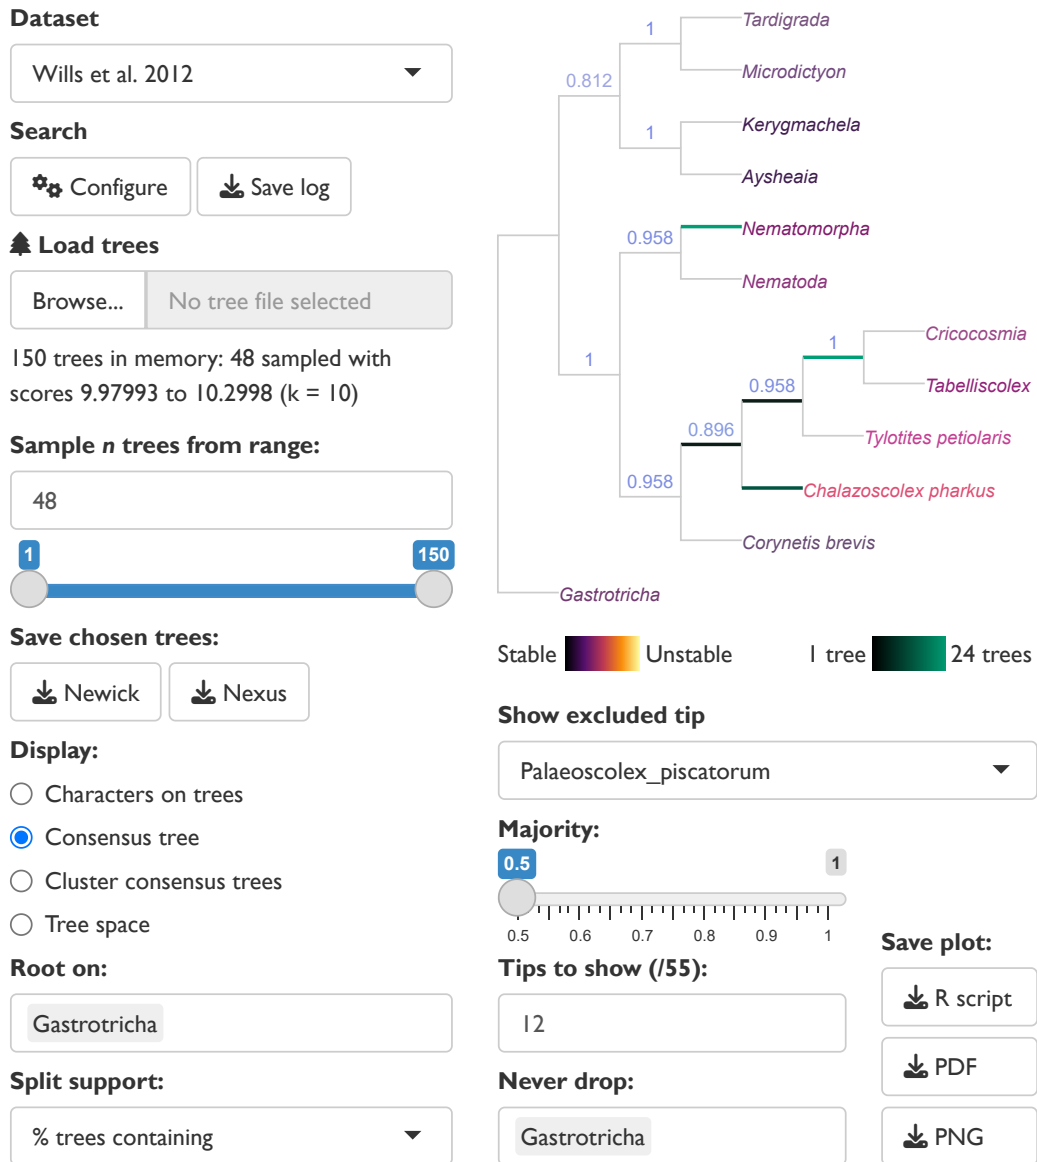 Dataset
Wills et al. 2012
Search
Configure
Save log
Load trees
Browse...
No tree file selected
150 trees in memory: 48 sampled with
scores 9.97993 to 10.2998 (k = 10)
Sample n trees from range:
48
1
150
Save chosen trees:
Newick
Nexus
Display:
Characters on trees
Consensus tree
Cluster consensus trees
Tree space
Root on:
Gastrotricha
Split support:
% trees containing
Tardigrada
1
Microdictyon
0.812
Kerygmachela
1
Aysheaia
Nematomorpha
0.958
Nematoda
Cricocosmia
1
1
Tabelliscolex
0.958
Tylotites petiolaris
0.896
Chalazoscolex pharkus
0.958
Corynetis brevis
Gastrotricha
Stable
Unstable
1 tree
24 trees
Show excluded tip
Palaeoscolex_piscatorum
Majority:
0.5
1
0.5 0.6 0.7 0.8 0.9 1
Tips to show (/55):
12
Never drop:
Gastrotricha
Save plot:
R script
PDF
PNG